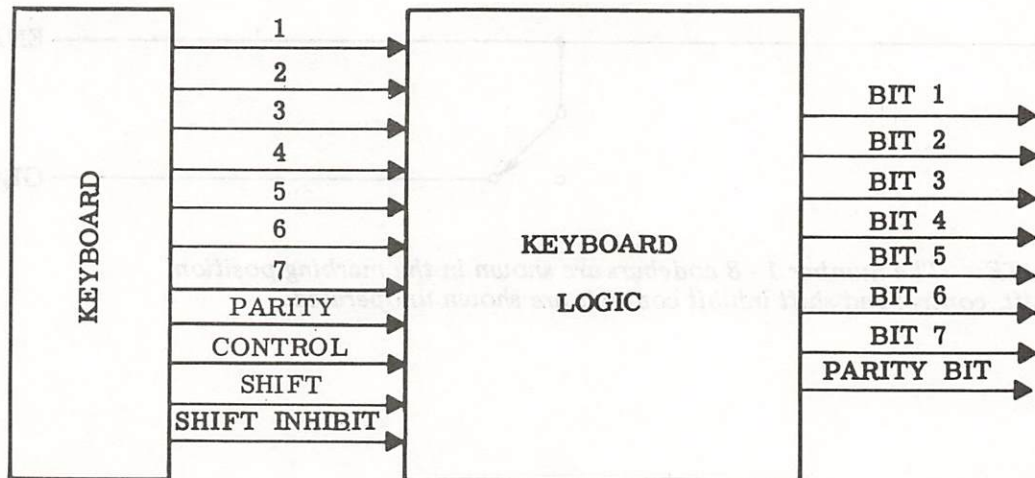 KEYBOARD
1
2
3
4
5
6
7
PARITY
CONTROL
SHIFT
SHIFT INHIBIT
KEYBOARD
LOGIC
BIT 1
BIT 2
BIT 3
BIT 4
BIT 5
BIT 6
BIT 7
PARITY BIT